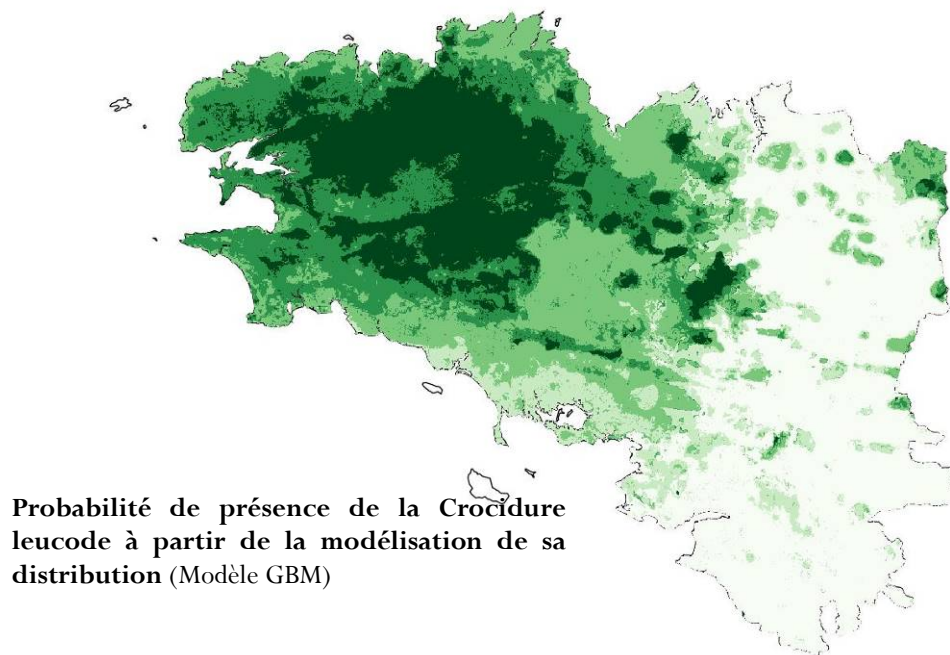 Probabilité de présence de la Crocidure
leucode à partir de la modélisation de sa
distribution (Modèle GBM)